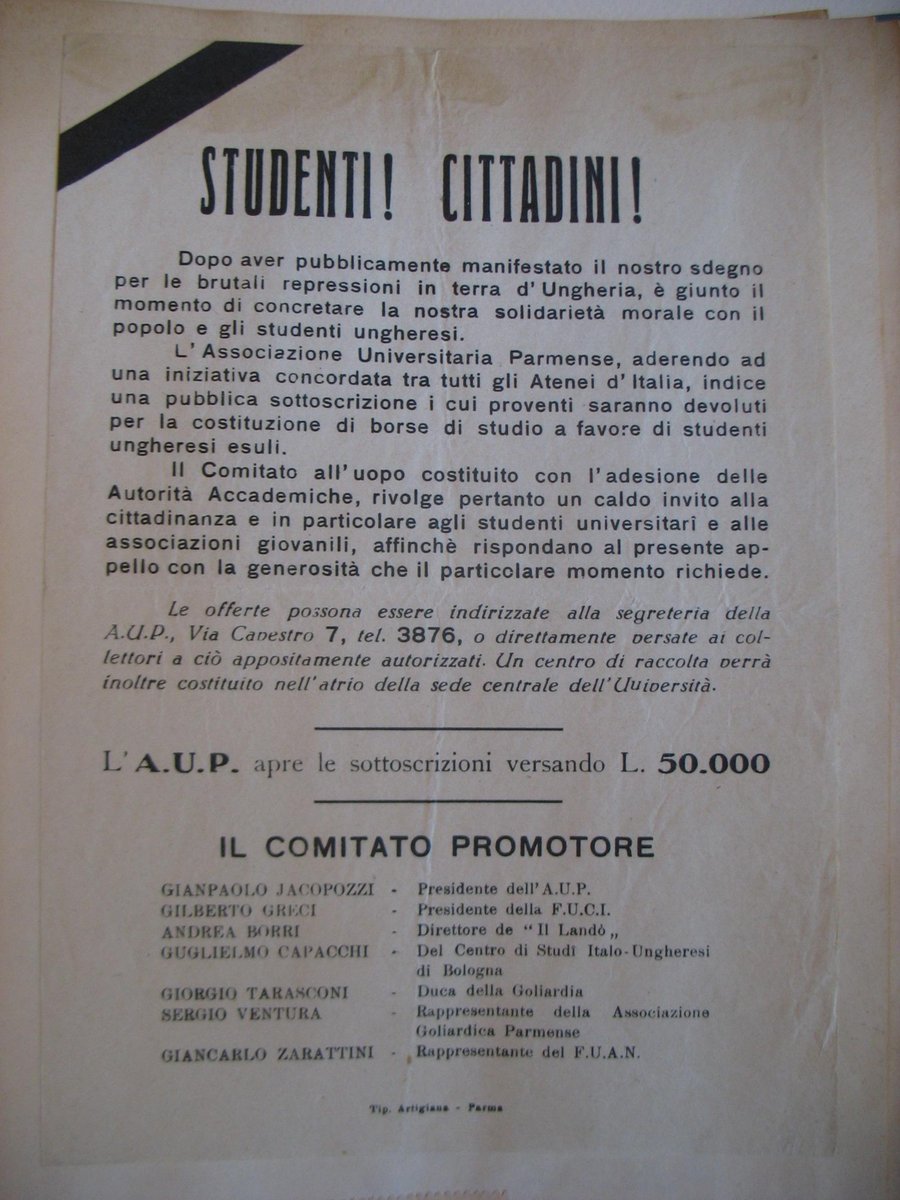 STUDENTI! CITTADINI!
Dopo aver pubblicamente manifestato il nostro sdegno
per le brutali repressioni in terra d'Ungheria, è giunto il
momento di concretare la nostra solidarietà morale con il
popolo e gli studenti ungheresi.
L'Associazione Universitaria Parmense, aderendo ad
una iniziativa concordata tra tutti gli Atenei d'Italia, indice
una pubblica sottoscrizione i cui proventi saranno devoluti
per la costituzione di borse di studio a favore di studenti
ungheresi esuli.
Il Comitato all'uopo costituito con l'adesione delle
Autorità Accademiche, rivolge pertanto un caldo invito alla
cittadinanza e in particolare agli studenti universitarî e alle
associazioni giovanili, affinchè rispondano al presente ap-
pello con la generosità che il particolare momento richiede.
Le offerte possona essere indirizzate alla segreteria della
A.U.P., Via Cavestro 7, tel. 3876, o direttamente versate ai col-
lettori a ciò appositamente autorizzati. Un centro di raccolta verrà
inoltre costituito nell'atrio della sede centrale dell'Uuiversità.
L'A.U.P. apre le sottoscrizioni versando L. 50.000
IL COMITATO PROMOTORE
GIANPAOLO JACOPOZZI - Presidente dell'A.U.P.
GILBERTO GRECI - Presidente della F.U.C.I.
ANDREA BORRI - Direttore de "Il Landò„
GUGLIELMO CAPACCHI - Del Centro di Studî Italo-Ungheresi
di Bologna
GIORGIO TARASCONI - Duca della Goliardia
SERGIO VENTURA - Rappresentante della Associazione
Goliardica Parmense
GIANCARLO ZARATTINI - Rappresentante del F.U.A.N.
Tip. Artigiana - Parma